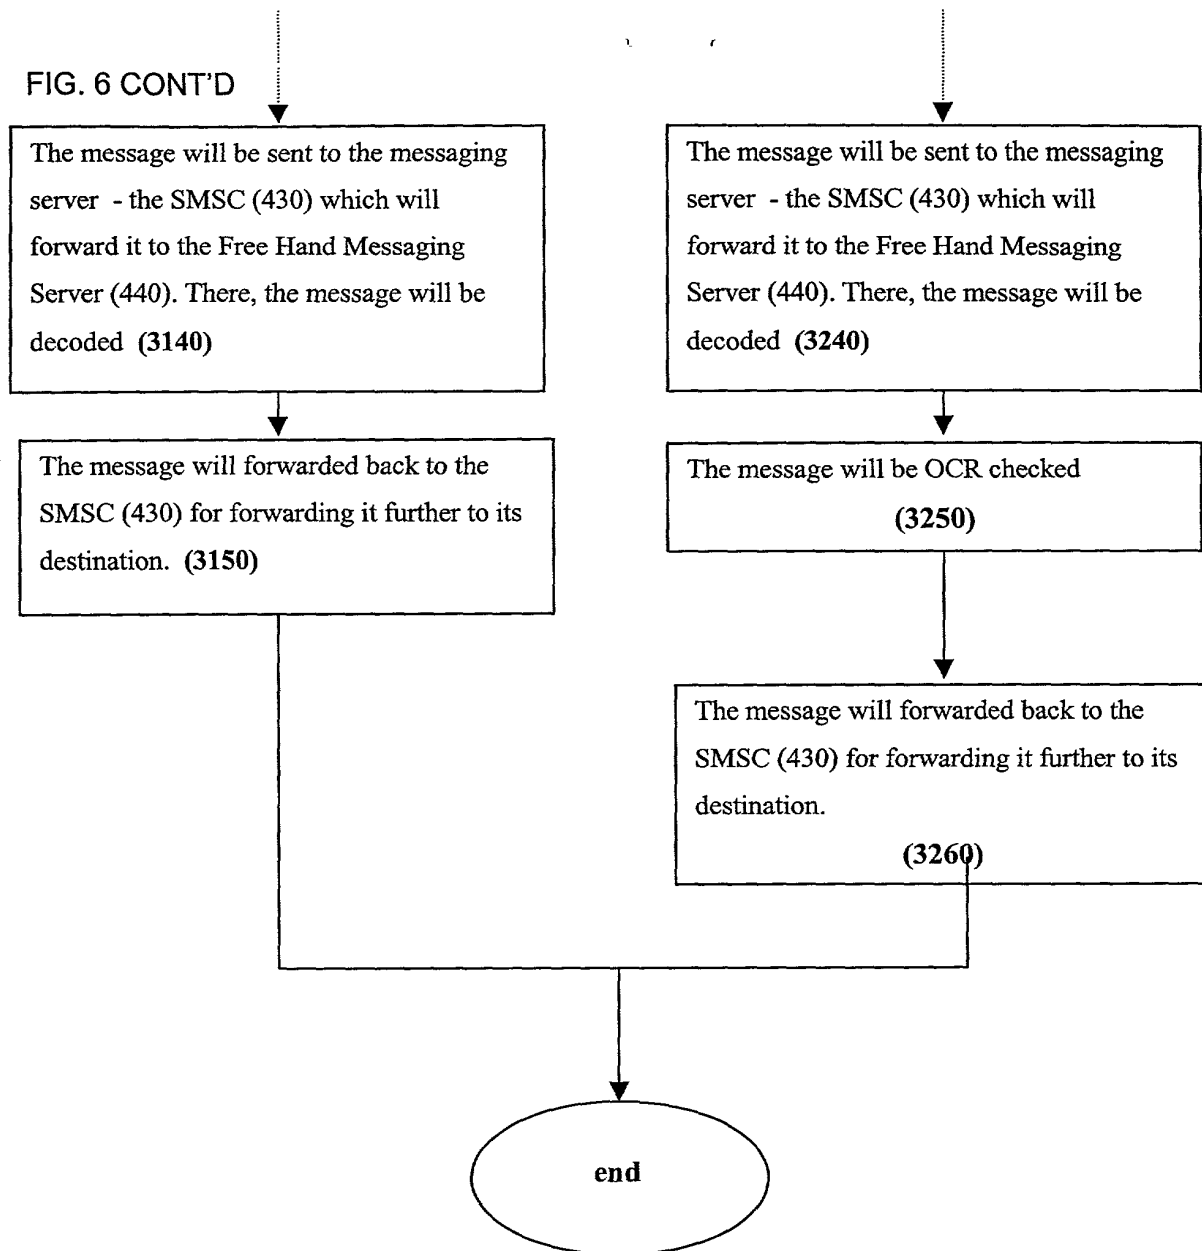 FIG. 6 CONT'D
The message will be sent to the messaging
server - the SMSC (430) which will
forward it to the Free Hand Messaging
Server (440). There, the message will be
decoded (3140)
The message will forwarded back to the
SMSC (430) for forwarding it further to its
destination. (3150)
The message will be sent to the messaging
server - the SMSC (430) which will
forward it to the Free Hand Messaging
Server (440). There, the message will be
decoded (3240)
The message will be OCR checked
(3250)
The message will forwarded back to the
SMSC (430) for forwarding it further to its
destination.
(3260)
end